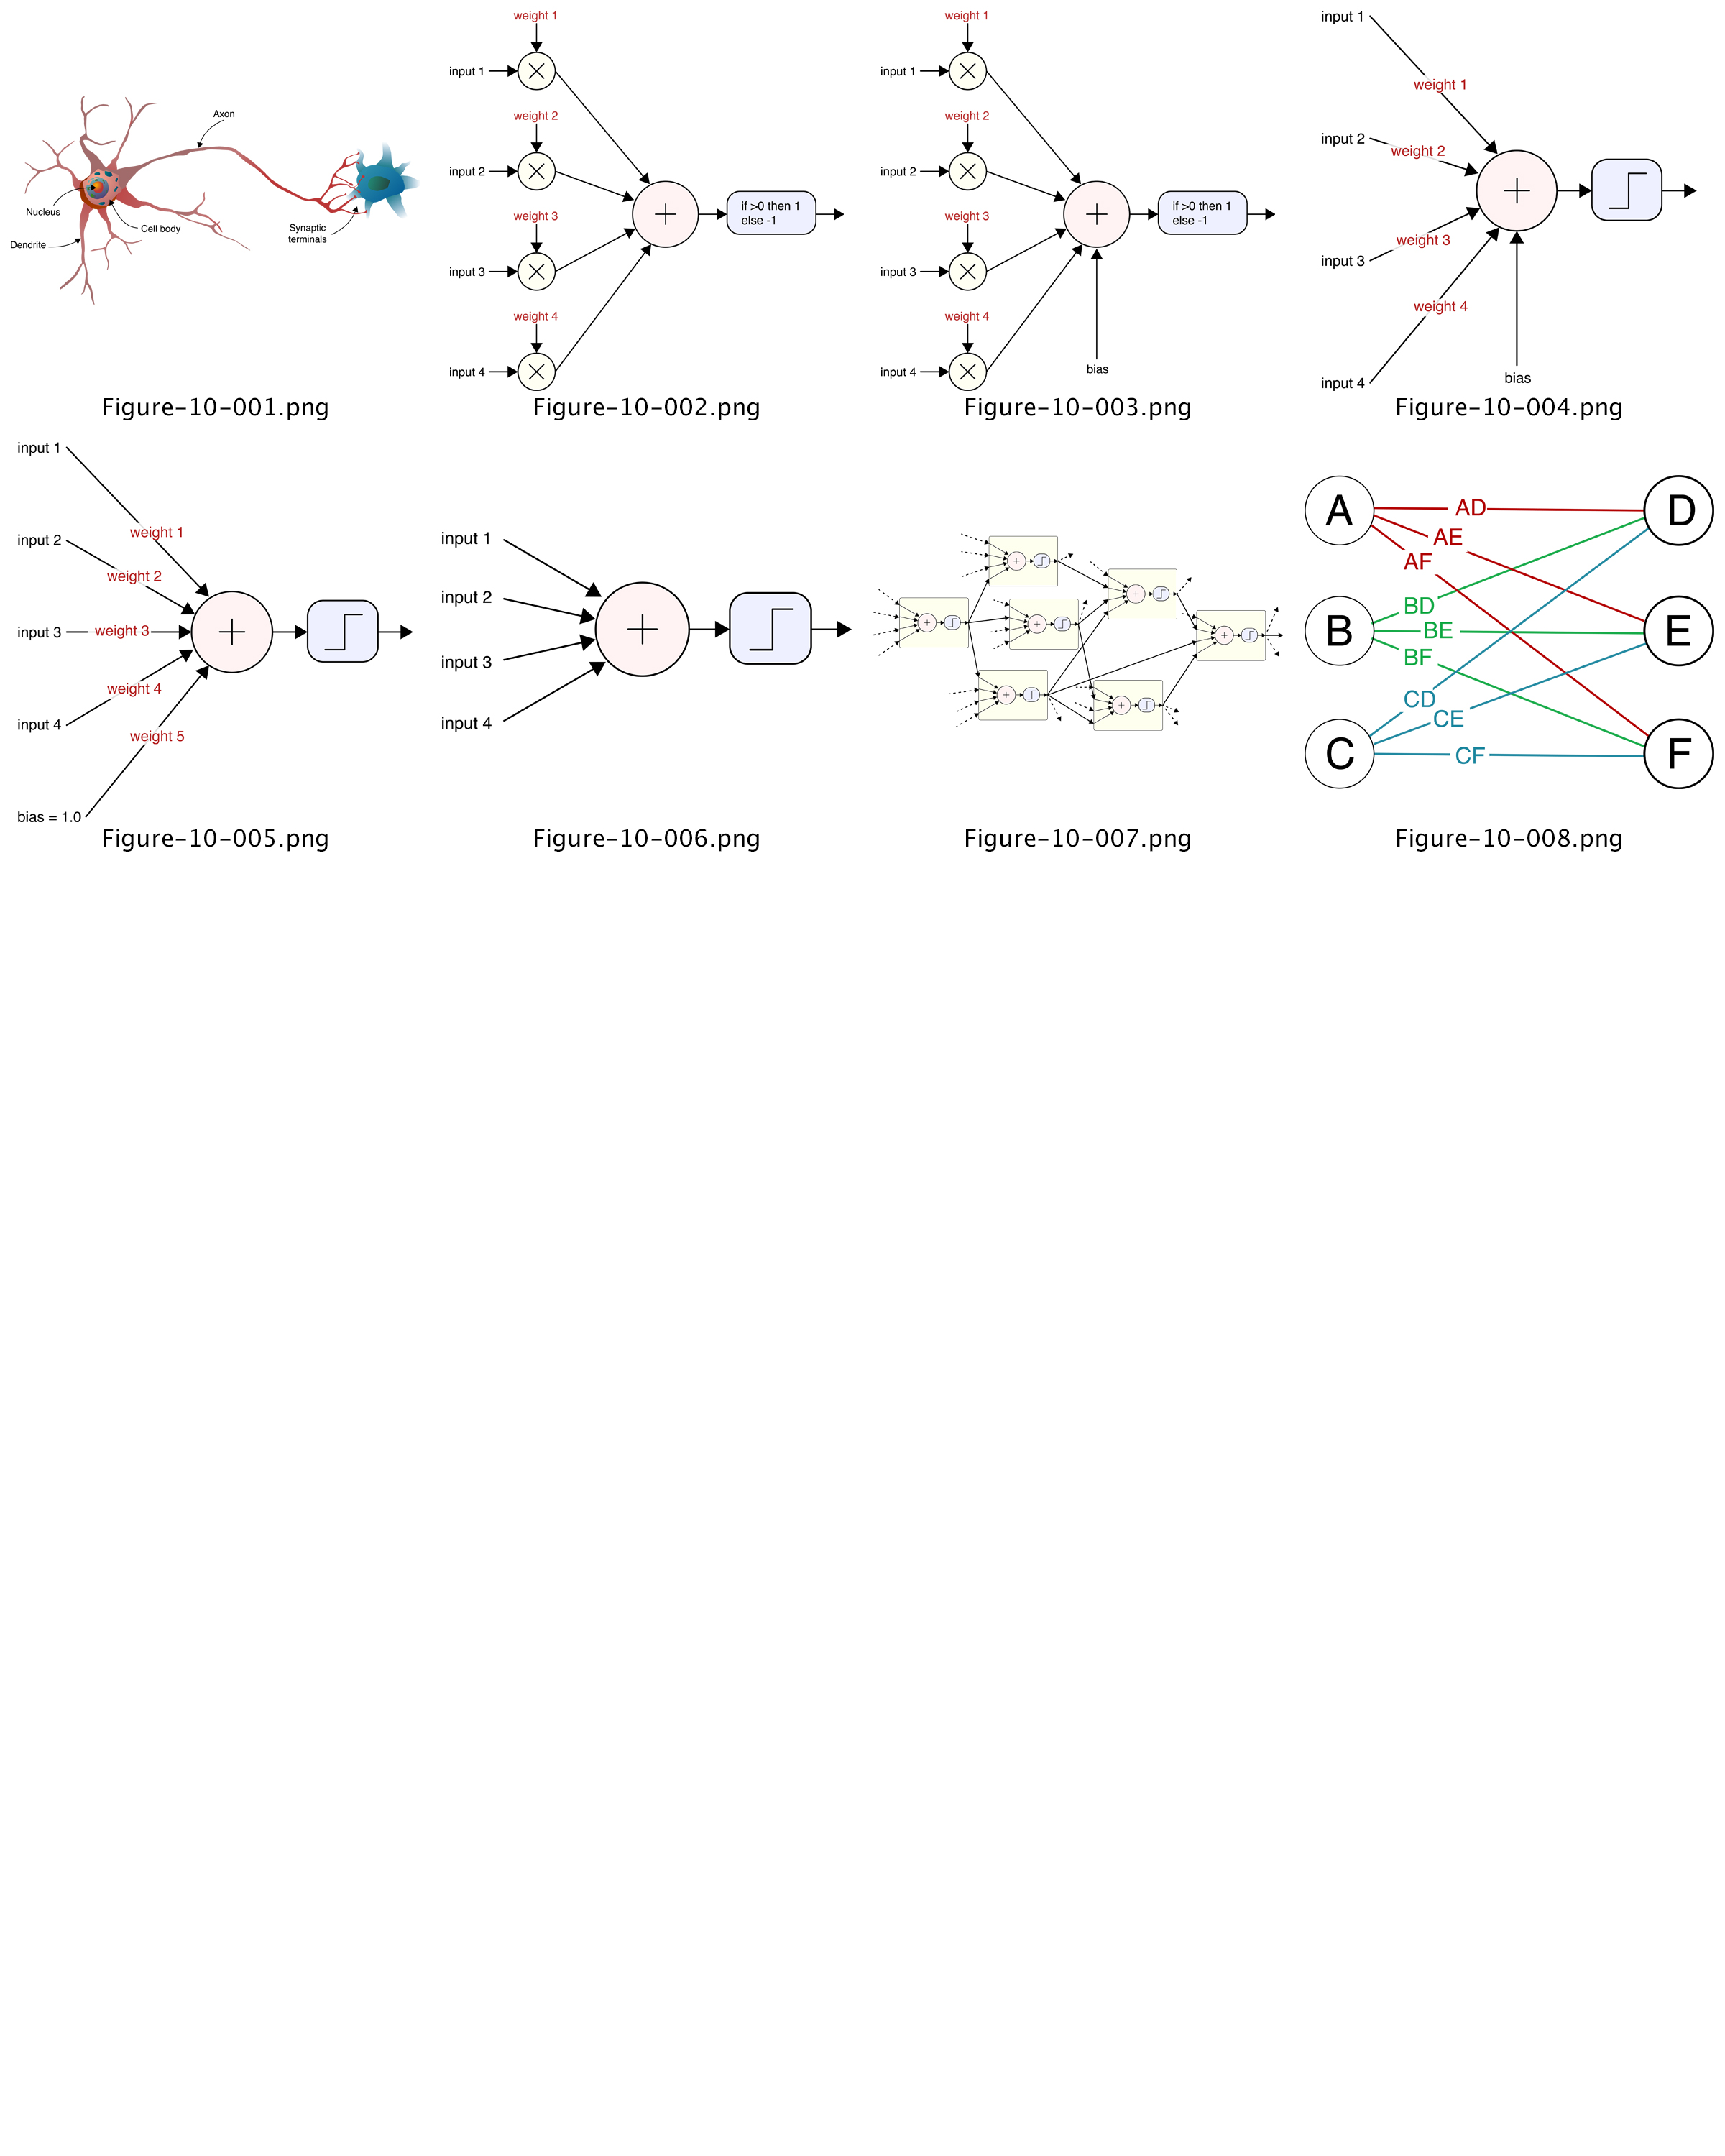 Axon
Nucleus
Cell body
Dendrite
Synaptic
terminals
Figure-10-001.png
weight 1
input 1
weight 2
input 2
weight 3
input 3
weight 4
input 4
if >0 then 1
else -1
Figure-10-002.png
weight 1
input 1
weight 2
input 2
weight 3
input 3
weight 4
input 4
if >0 then 1
else -1
bias
Figure-10-003.png
input 1
weight 1
input 2
weight 2
weight 3
input 3
weight 4
input 4
bias
Figure-10-004.png
input 1
weight 1
input 2
weight 2
input 3
weight 3
weight 4
input 4
weight 5
bias = 1.0
Figure-10-005.png
input 1
input 2
input 3
input 4
Figure-10-006.png
Figure-10-007.png
A
AD
D
AE
AF
BD
B
BE
E
BF
CD
CE
C
CF
F
Figure-10-008.png